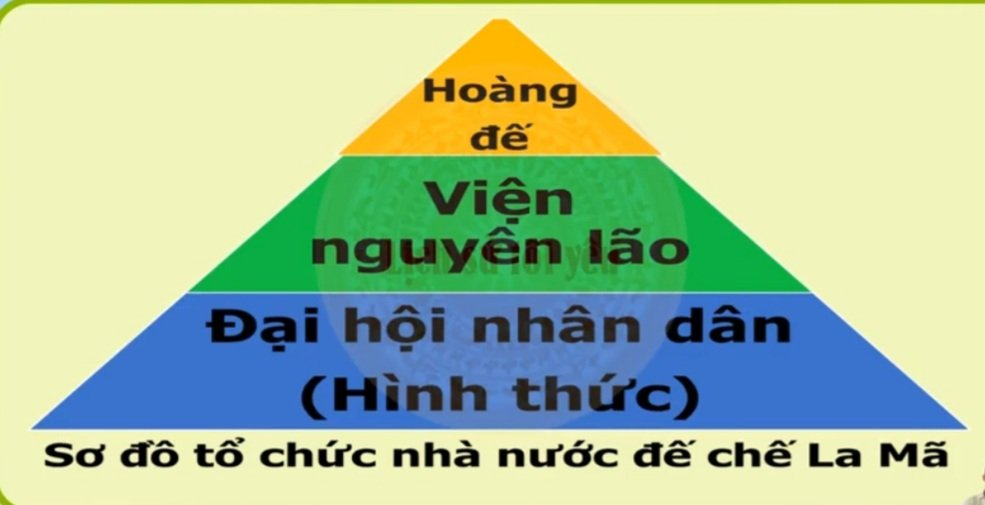 Hoàng
đế
Viện
nguyên lão
Đại hội nhân dân
(Hình thức)
Sơ đồ tổ chức nhà nước đế chế La Mã